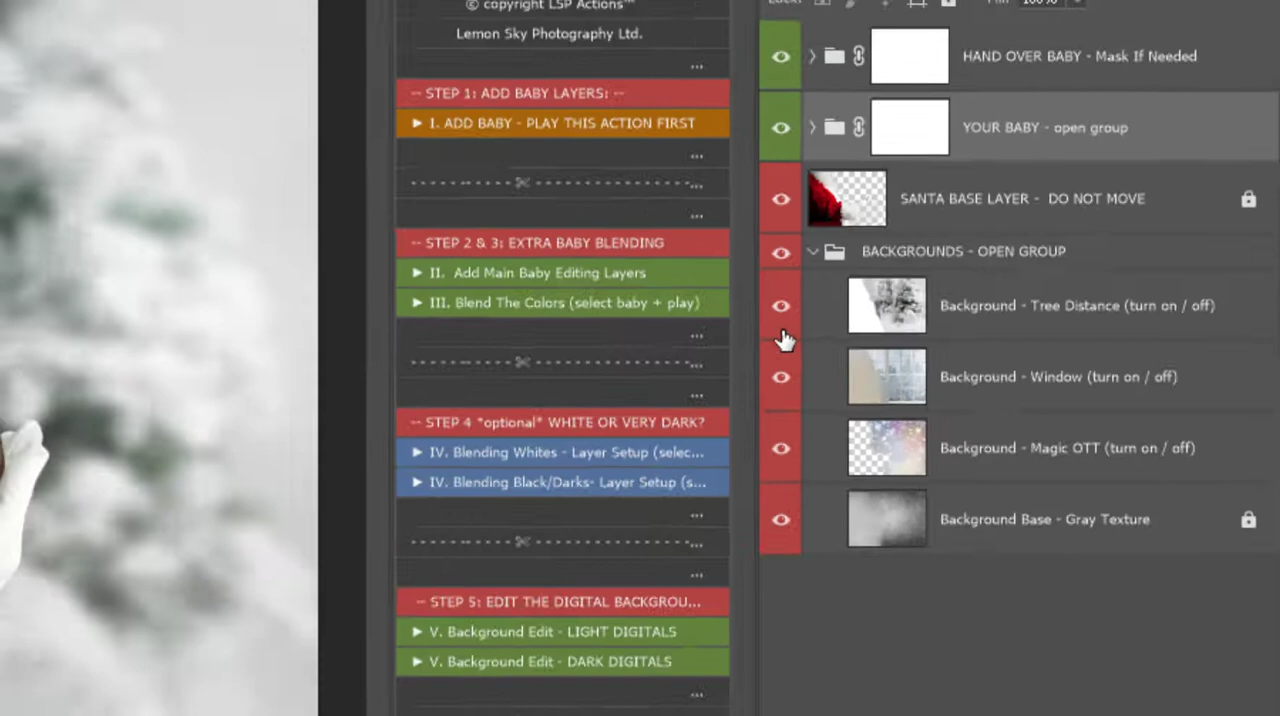 © copyright LSP Actions™
Lemon Sky Photography Ltd.
...
-- STEP 1: ADD BABY LAYERS: --
I. ADD BABY - PLAY THIS ACTION FIRST
...
...
...
-- STEP 2 & 3: EXTRA BABY BLENDING
II. Add Main Baby Editing Layers
III. Blend The Colors (select baby + play)
...
...
...
-- STEP 4 *optional* WHITE OR VERY DARK?
IV. Blending Whites - Layer Setup (selec...
IV. Blending Black/Darks- Layer Setup (s...
...
...
...
-- STEP 5: EDIT THE DIGITAL BACKGROU...
V. Background Edit - LIGHT DIGITALS
V. Background Edit - DARK DIGITALS
...
100%
HAND OVER BABY - Mask If Needed
YOUR BABY - open group
SANTA BASE LAYER - DO NOT MOVE
BACKGROUNDS - OPEN GROUP
Background - Tree Distance (turn on / off)
Background - Window (turn on / off)
Background - Magic OTT (turn on / off)
Background Base - Gray Texture